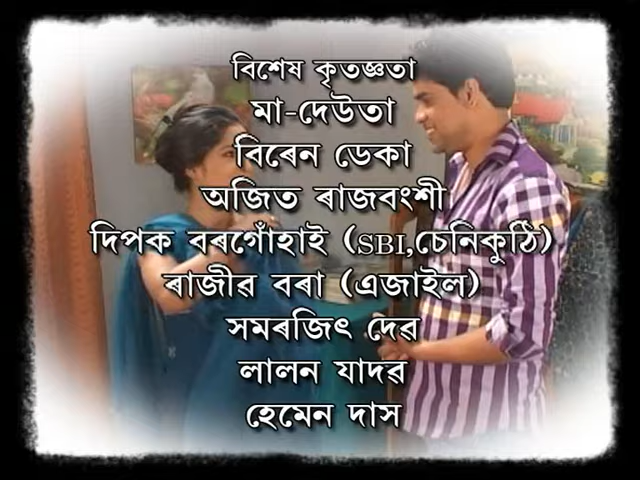 বিশেষ কৃতজ্ঞতা
মা-দেউতা
বিৰেন ডেকা
অজিত ৰাজবংশী
দিপক বৰগোঁহাই (SBI,চেনিকুঠি)
ৰাজীৱ বৰা (এজাইল)
সমৰজিৎ দেৱ
লালন যাদৱ
হেমেন দাস